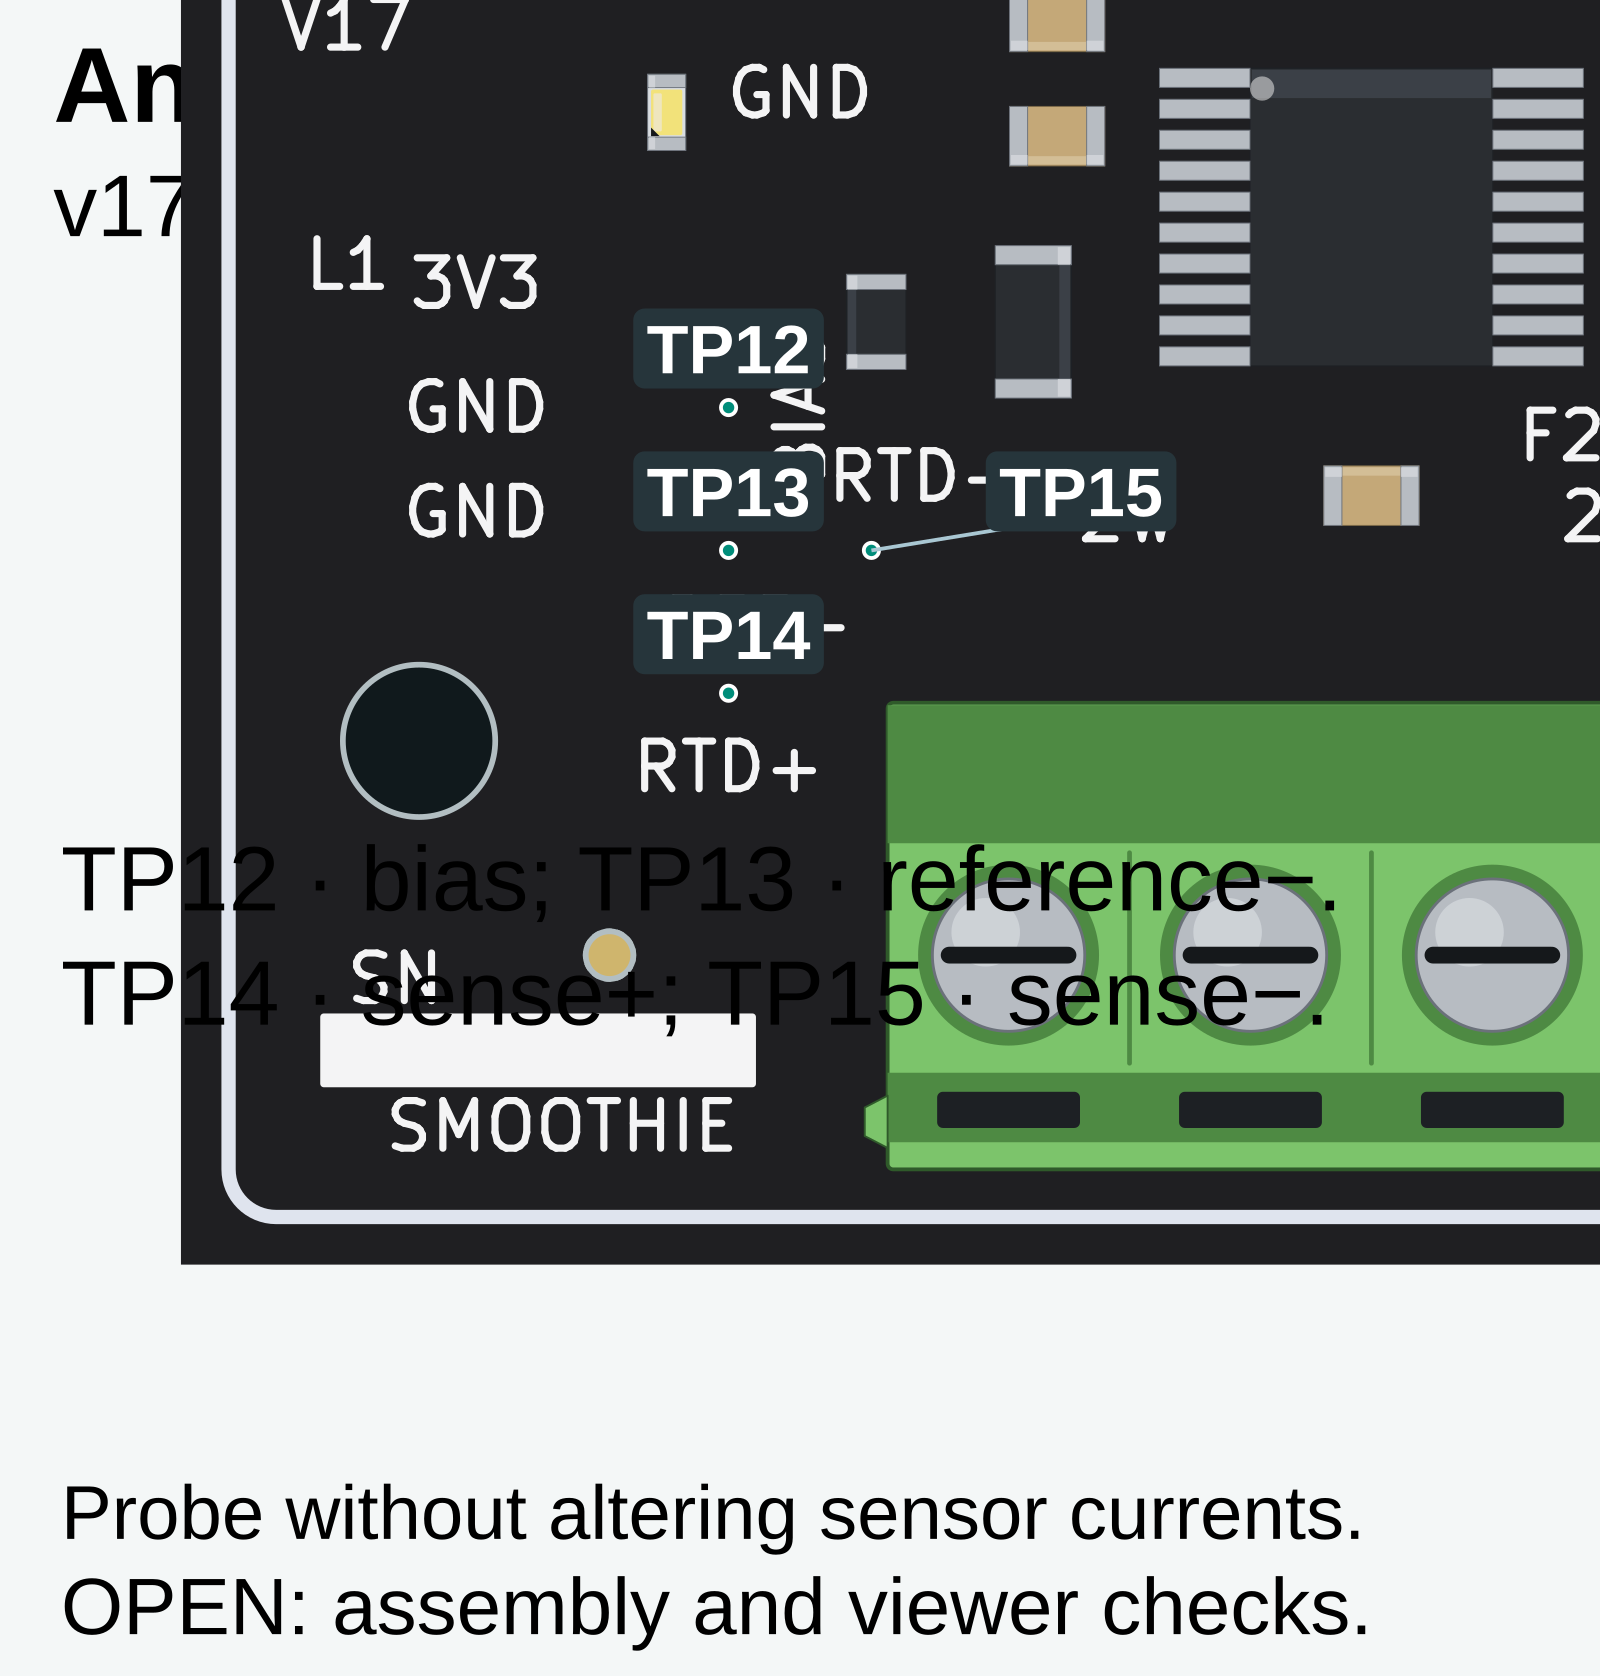 An
V17
GND
v17
L1
3V3
TP12
GND
F2
TP13
RTD-
TP15
GND
2
TP14
RTD+
TP12 · bias; TP13 · reference−.
SN
TP14 · sense+; TP15 · sense−.
SMOOTHIE
Probe without altering sensor currents.
OPEN: assembly and viewer checks.